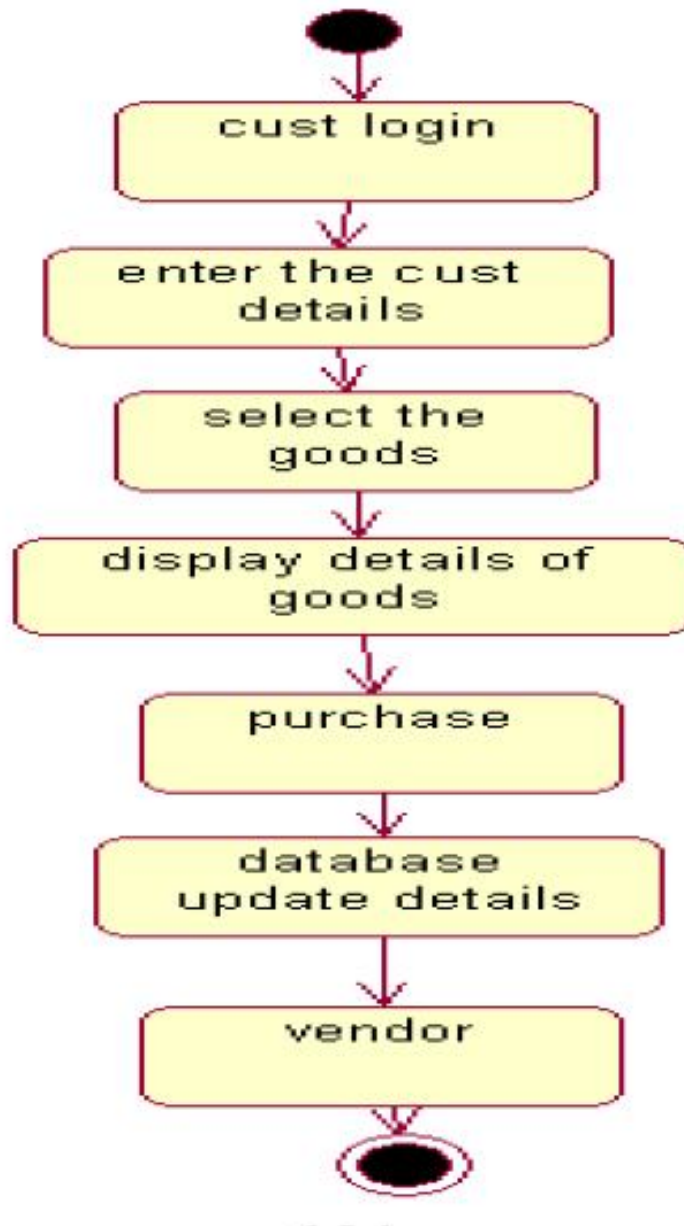 cust login
enter the cust
details
select the
goods
display details of
goods
purchase
database
update details
vendor